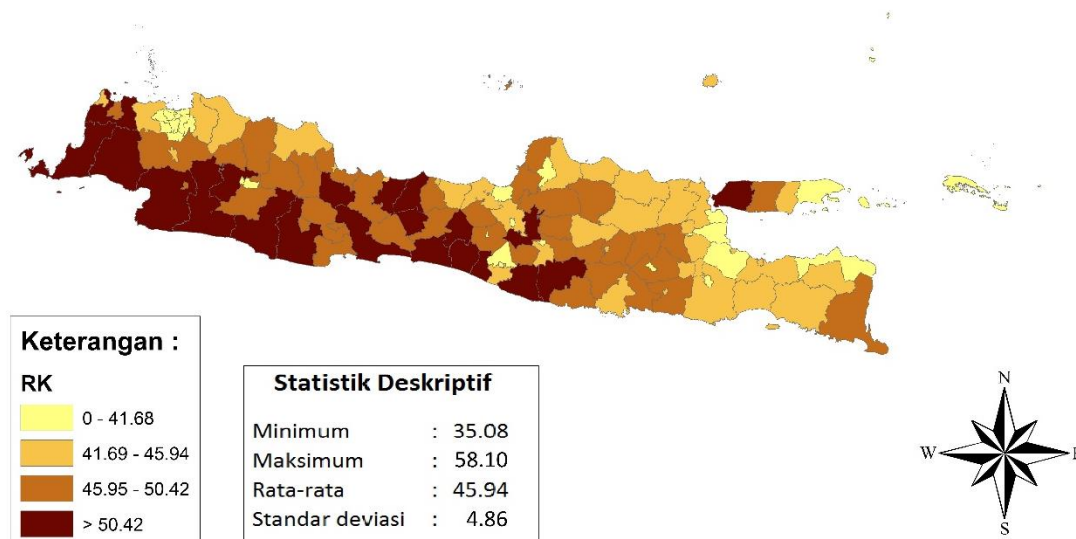 Keterangan :
RK
0 - 41.68
41.69 - 45.94
45.95 - 50.42
> 50.42
Statistik Deskriptif
Minimum : 35.08
Maksimum : 58.10
Rata-rata : 45.94
Standar deviasi : 4.86
N
W
S